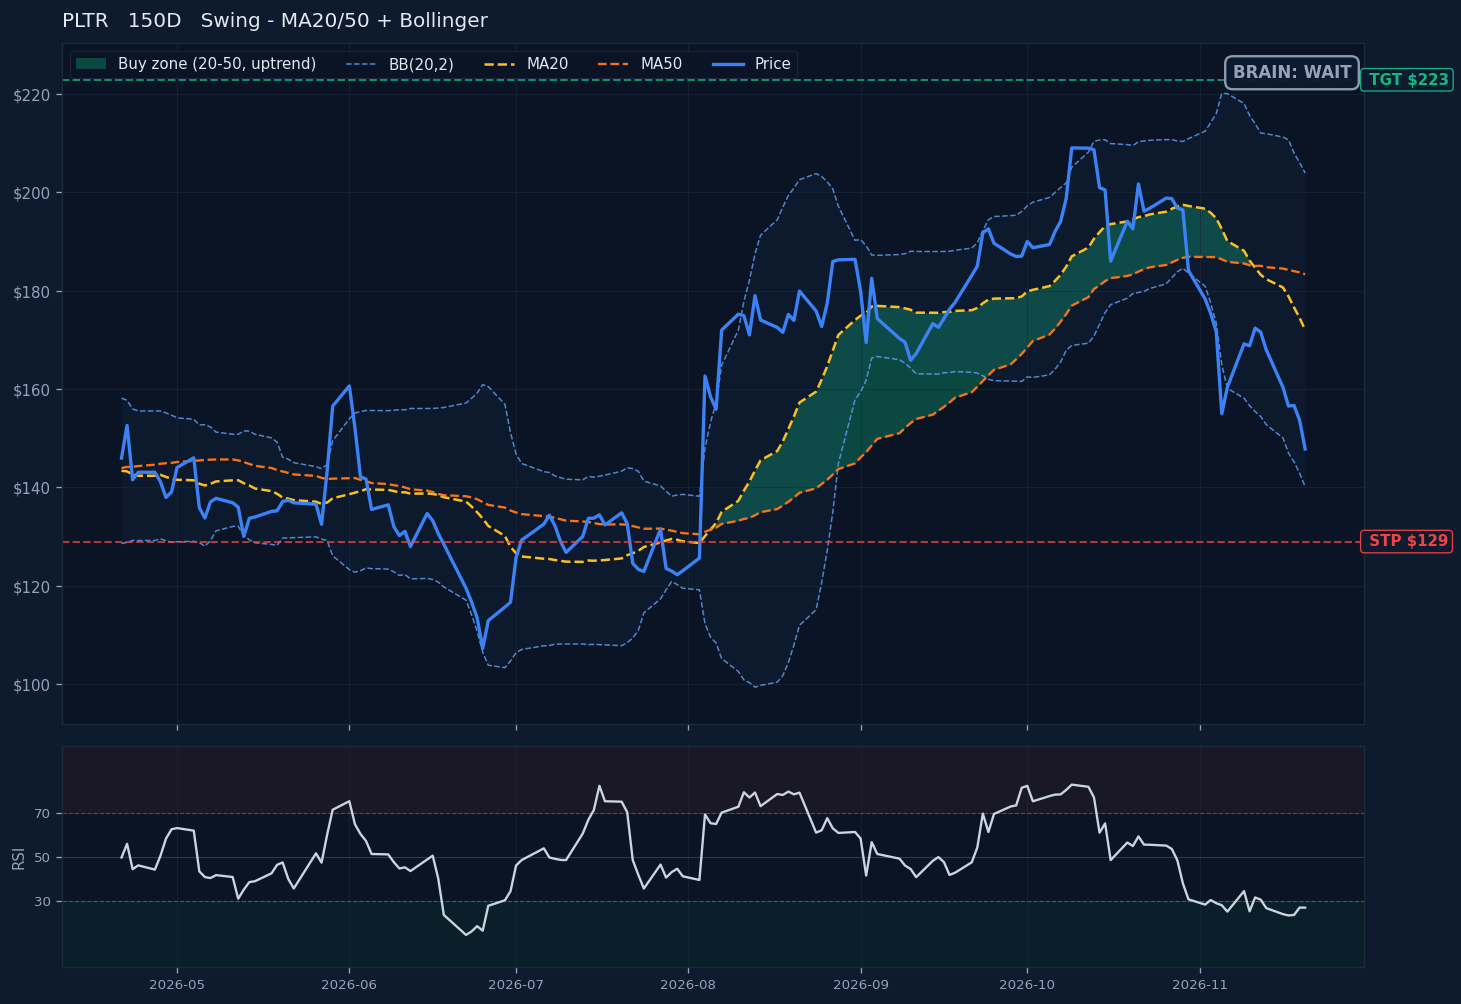 PLTR 150D Swing - MA20/50 + Bollinger
Buy zone (20-50, uptrend) BB(20,2) MA20 MA50 Price
BRAIN: WAIT
TGT $223
$220
$200
$180
$160
$140
STP $129
$120
$100
RSI
70
50
30
2026-05 2026-06 2026-07 2026-08 2026-09 2026-10 2026-11